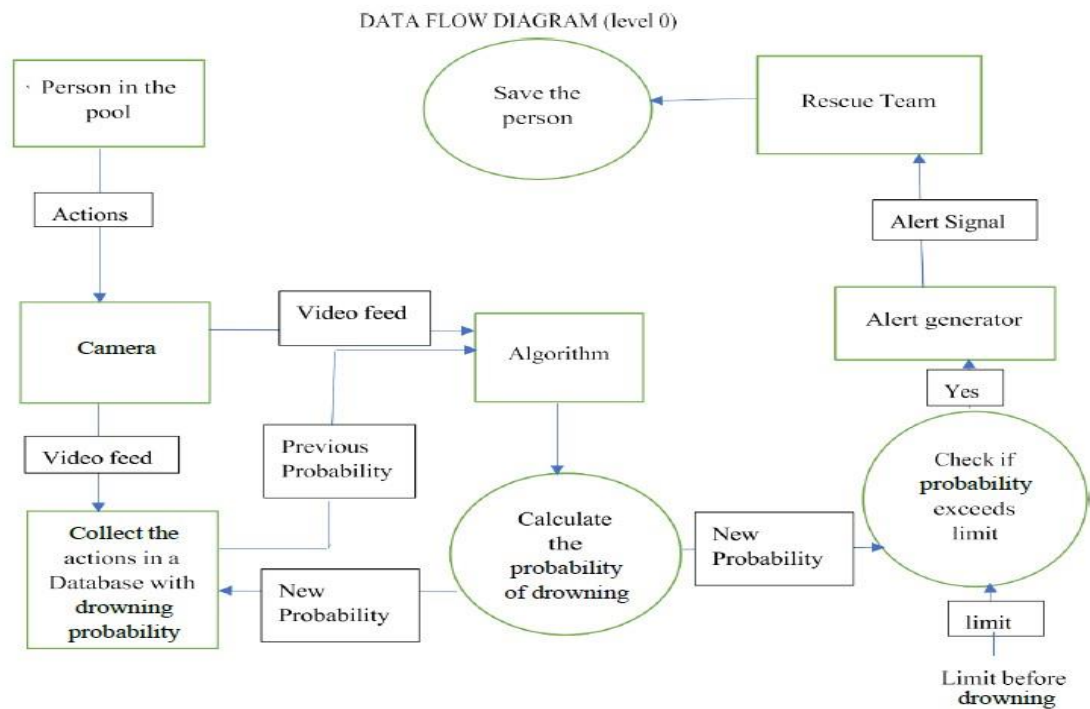 DATA FLOW DIAGRAM (level 0)
Person in the
pool
Save the
person
Rescue Team
Actions
Alert Signal
Camera
Video feed
Algorithm
Alert generator
Yes
Video feed
Previous
Probability
Check if
probability
exceeds
limit
Collect the
actions in a
Database with
drowning
probability
New
Probability
Calculate
the
probability
of drowning
New
Probability
limit
Limit before
drowning